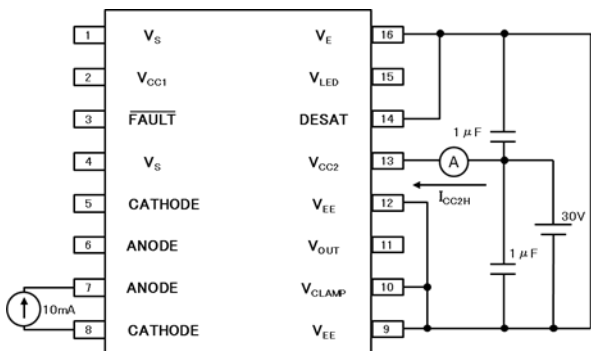 1 V_S V_E 16
2 V_CC1 V_LED 15
3 FAULT DESAT 14
1 μF
4 V_S V_CC2 13 A
I_CC2H
5 CATHODE V_EE 12
30V
6 ANODE V_OUT 11
1 μF
7 ANODE V_CLAMP 10
10mA
8 CATHODE V_EE 9